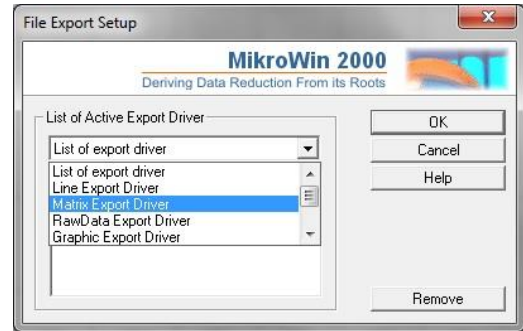 File Export Setup
MikroWin 2000
Deriving Data Reduction From its Roots
List of Active Export Driver
List of export driver
List of export driver
Line Export Driver
Matrix Export Driver
RawData Export Driver
Graphic Export Driver
OK
Cancel
Help
Remove